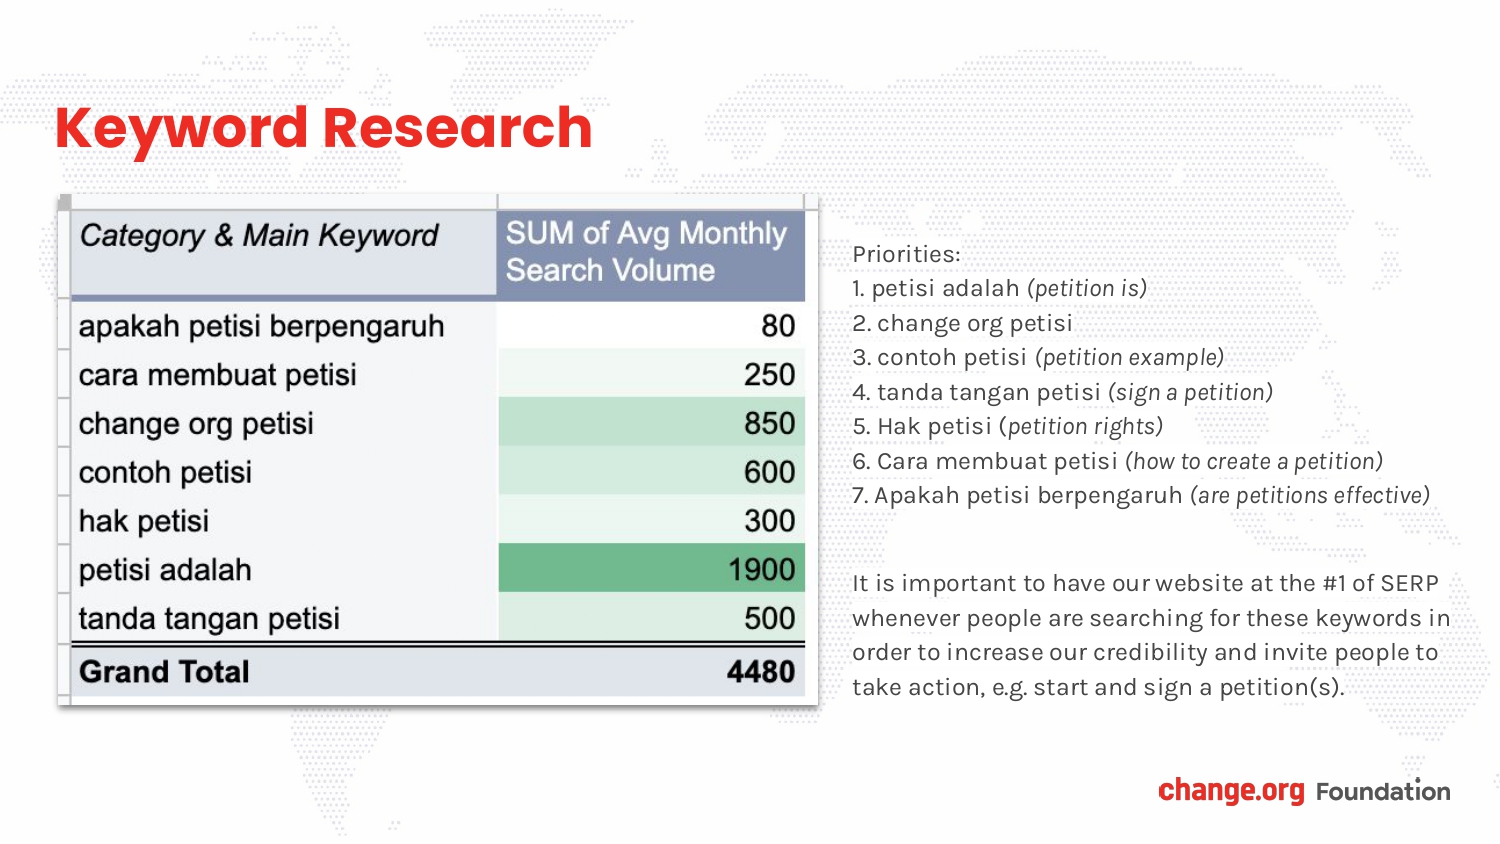 Keyword Research
Category & Main Keyword
SUM of Avg Monthly
Search Volume
apakah petisi berpengaruh 80
cara membuat petisi 250
change org petisi 850
contoh petisi 600
hak petisi 300
petisi adalah 1900
tanda tangan petisi 500
Grand Total 4480
Priorities:
1. petisi adalah (petition is)
2. change org petisi
3. contoh petisi (petition example)
4. tanda tangan petisi (sign a petition)
5. Hak petisi (petition rights)
6. Cara membuat petisi (how to create a petition)
7. Apakah petisi berpengaruh (are petitions effective)
It is important to have our website at the #1 of SERP
whenever people are searching for these keywords in
order to increase our credibility and invite people to
take action, e.g. start and sign a petition(s).
change.org Foundation